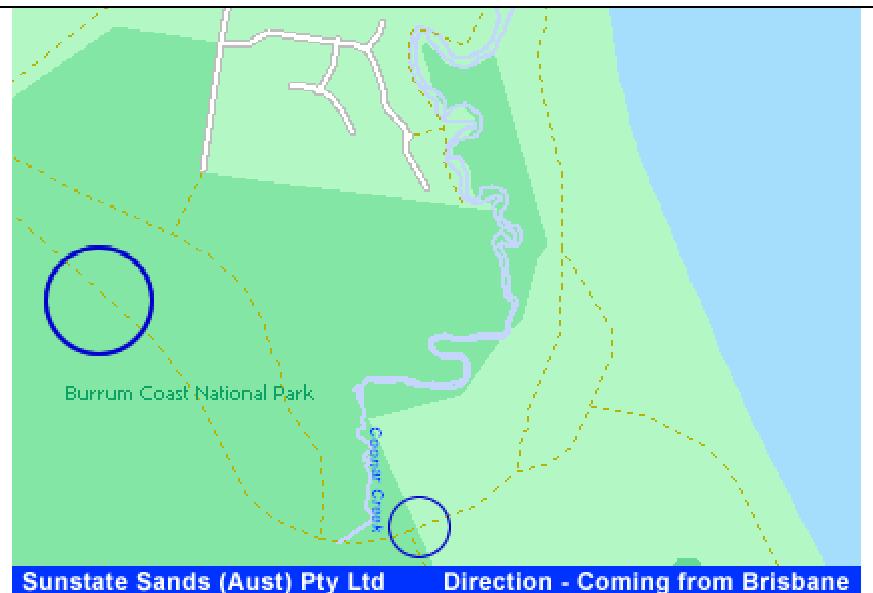 Burrum Coast National Park
Coonar Creek
Sunstate Sands (Aust) Pty Ltd Direction - Coming from Brisbane